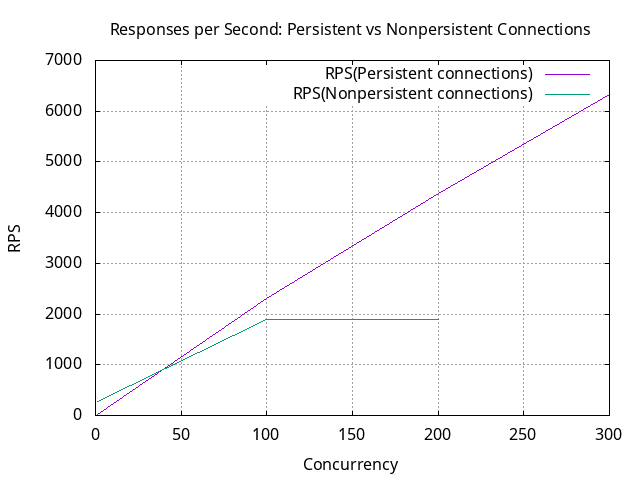 Responses per Second: Persistent vs Nonpersistent Connections
7000
6000
5000
4000
3000
2000
1000
0
RPS
RPS(Persistent connections)
RPS(Nonpersistent connections)
0 50 100 150 200 250 300
Concurrency